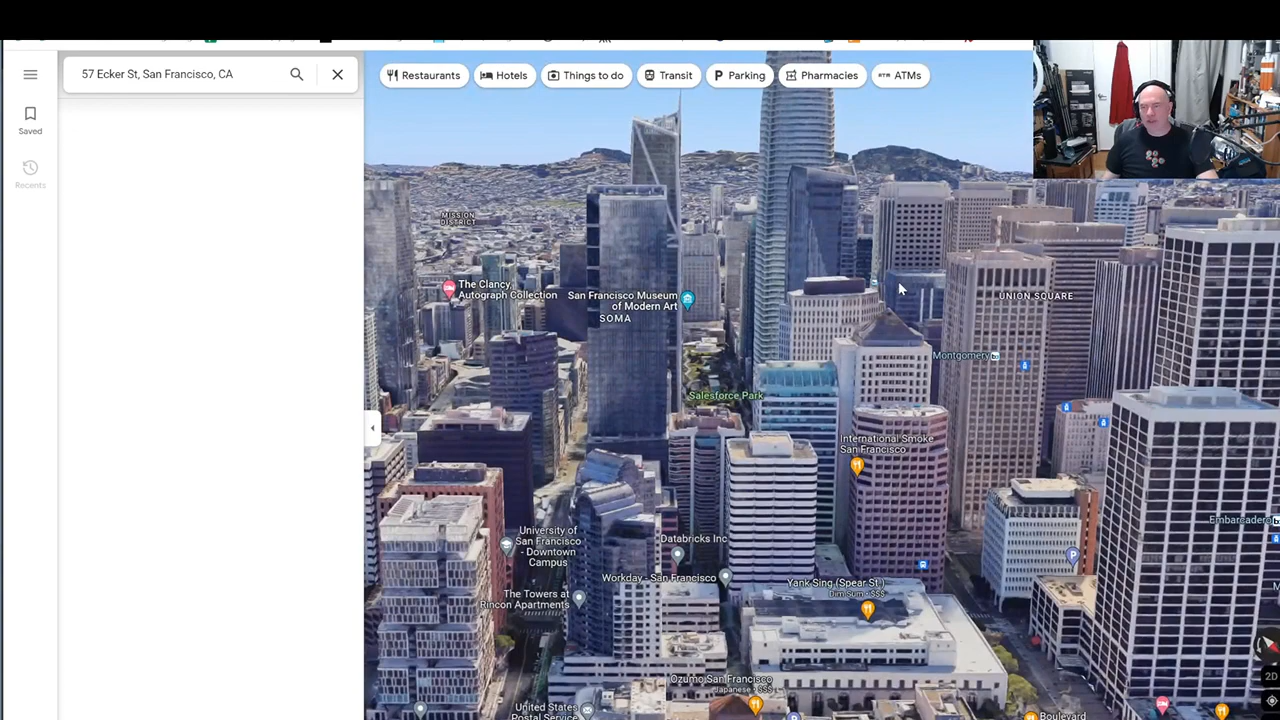 57 Ecker St, San Francisco, CA
Restaurants
Hotels
Things to do
Transit
Parking
Pharmacies
ATM
ATMs
Saved
Recents
MISSION
DISTRICT
The Clancy,
Autograph Collection
San Francisco Museum
of Modern Art
SOMA
UNION SQUARE
Montgomery
Salesforce Park
International Smoke
San Francisco
University of
San Francisco
- Downtown
Campus
Databricks Inc
Embarcadero
Workday - San Francisco
Yank Sing (Spear St.)
Dim Sum • $$$
The Towers at
Rincon Apartments
2D
Ozumo San Francisco
Japanese • $$$
United States
Postal Service
Boulevard